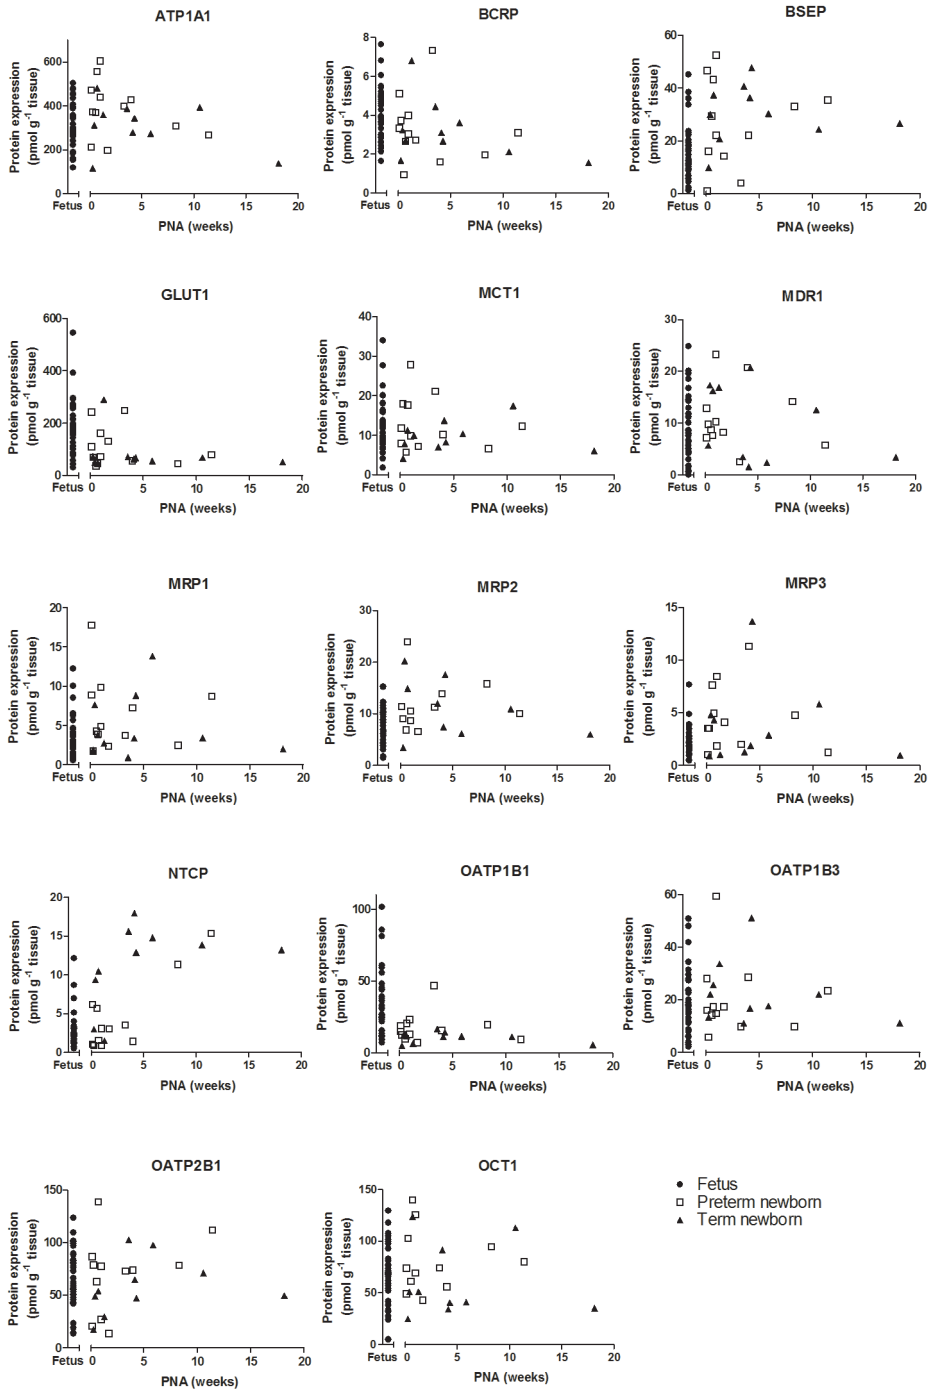 ATP1A1
BCRP
BSEP
Protein expression
(pmol g-1 tissue)
600
400
200
0
Fetus 0 5 10 15 20
PNA (weeks)
Protein expression
(pmol g-1 tissue)
8
6
4
2
0
Fetus 0 5 10 15 20
PNA (weeks)
Protein expression
(pmol g-1 tissue)
60
40
20
0
Fetus 0 5 10 15 20
PNA (weeks)
GLUT1
MCT1
MDR1
Protein expression
(pmol g-1 tissue)
600
400
200
0
Fetus 0 5 10 15 20
PNA (weeks)
Protein expression
(pmol g-1 tissue)
40
30
20
10
0
Fetus 0 5 10 15 20
PNA (weeks)
Protein expression
(pmol g-1 tissue)
30
20
10
0
Fetus 0 5 10 15 20
PNA (weeks)
MRP1
MRP2
MRP3
Protein expression
(pmol g-1 tissue)
20
15
10
5
0
Fetus 0 5 10 15 20
PNA (weeks)
Protein expression
(pmol g-1 tissue)
30
20
10
0
Fetus 0 5 10 15 20
PNA (weeks)
Protein expression
(pmol g-1 tissue)
15
10
5
0
Fetus 0 5 10 15 20
PNA (weeks)
NTCP
OATP1B1
OATP1B3
Protein expression
(pmol g-1 tissue)
20
15
10
5
0
Fetus 0 5 10 15 20
PNA (weeks)
Protein expression
(pmol g-1 tissue)
100
50
0
Fetus 0 5 10 15 20
PNA (weeks)
Protein expression
(pmol g-1 tissue)
60
40
20
0
Fetus 0 5 10 15 20
PNA (weeks)
OATP2B1
OCT1
Protein expression
(pmol g-1 tissue)
150
100
50
0
Fetus 0 5 10 15 20
PNA (weeks)
Protein expression
(pmol g-1 tissue)
150
100
50
0
Fetus 0 5 10 15 20
PNA (weeks)
Fetus
Preterm newborn
Term newborn